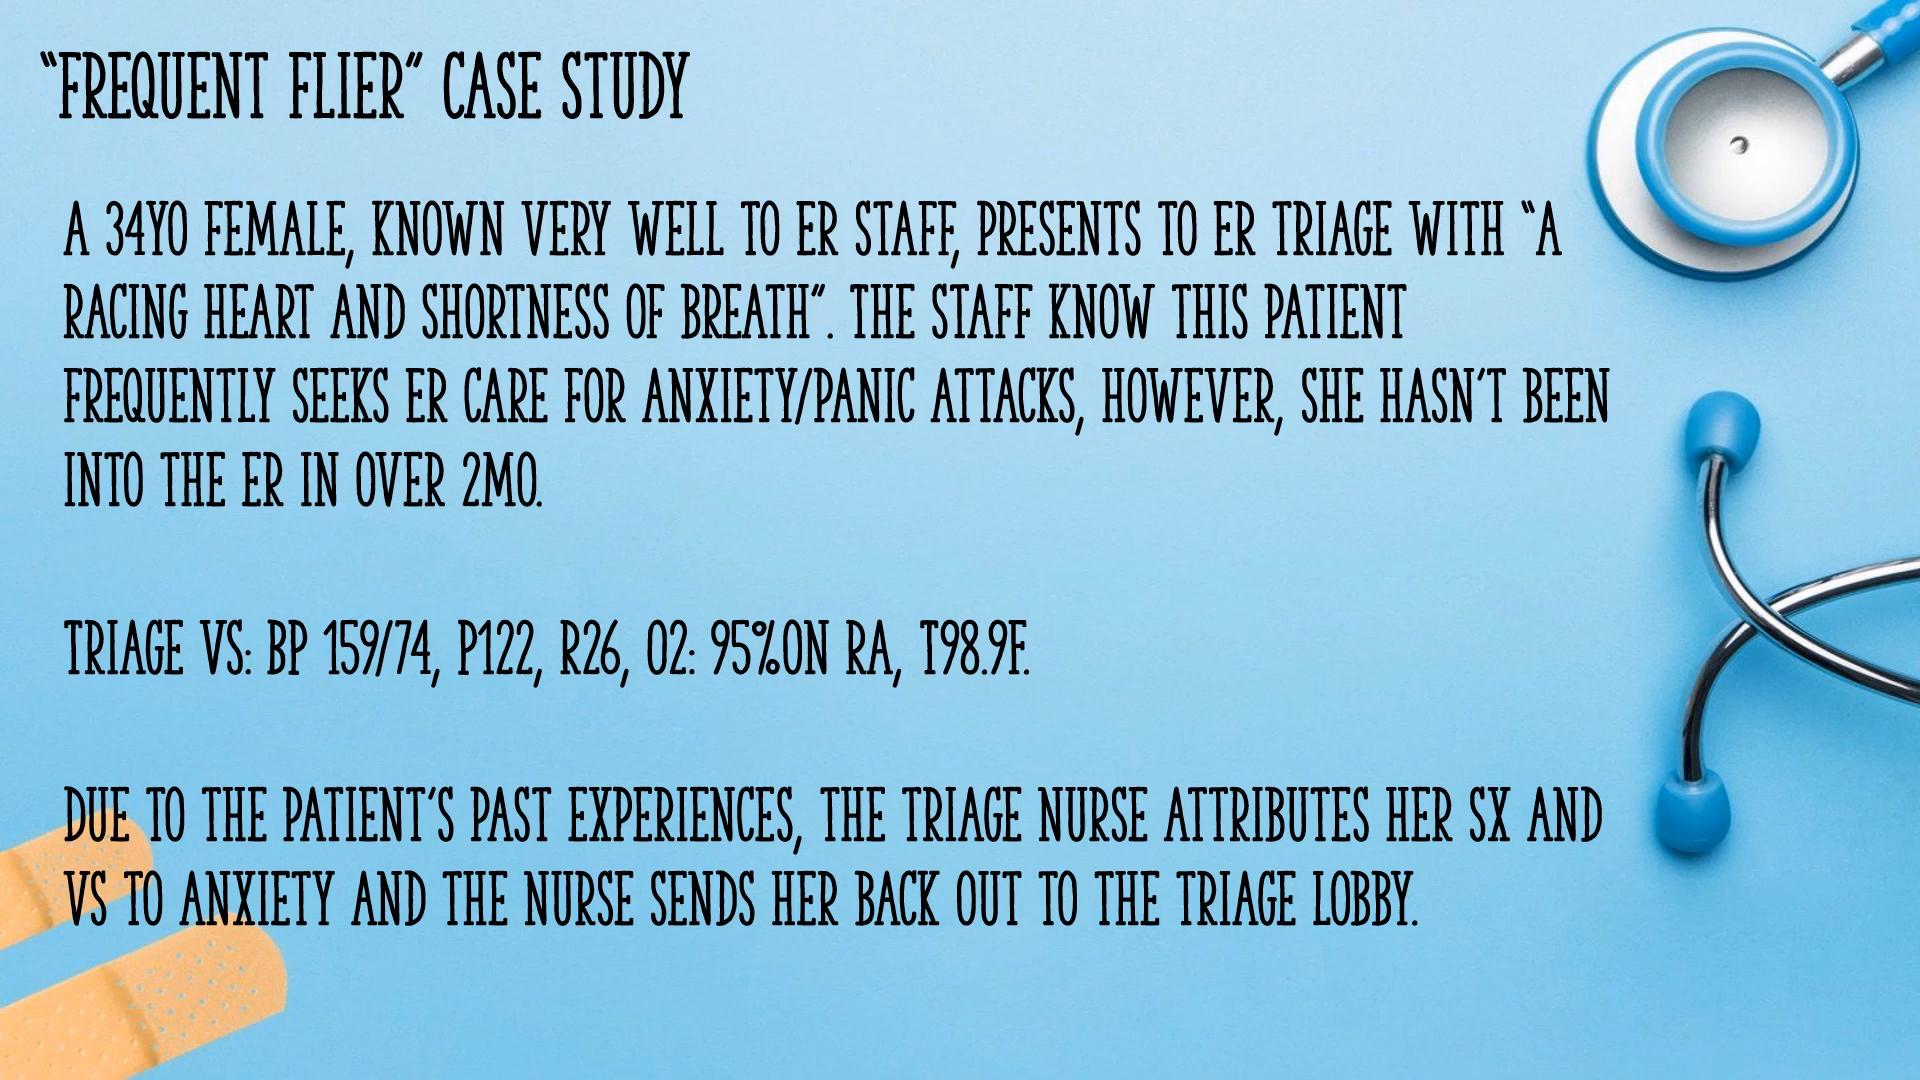 “FREQUENT FLIER” CASE STUDY
A 34YO FEMALE, KNOWN VERY WELL TO ER STAFF, PRESENTS TO ER TRIAGE WITH “A
RACING HEART AND SHORTNESS OF BREATH”. THE STAFF KNOW THIS PATIENT
FREQUENTLY SEEKS ER CARE FOR ANXIETY/PANIC ATTACKS, HOWEVER, SHE HASN’T BEEN
INTO THE ER IN OVER 2MO.
TRIAGE VS: BP 159/74, P122, R26, O2: 95%ON RA, T98.9F.
DUE TO THE PATIENT’S PAST EXPERIENCES, THE TRIAGE NURSE ATTRIBUTES HER SX AND
VS TO ANXIETY AND THE NURSE SENDS HER BACK OUT TO THE TRIAGE LOBBY.